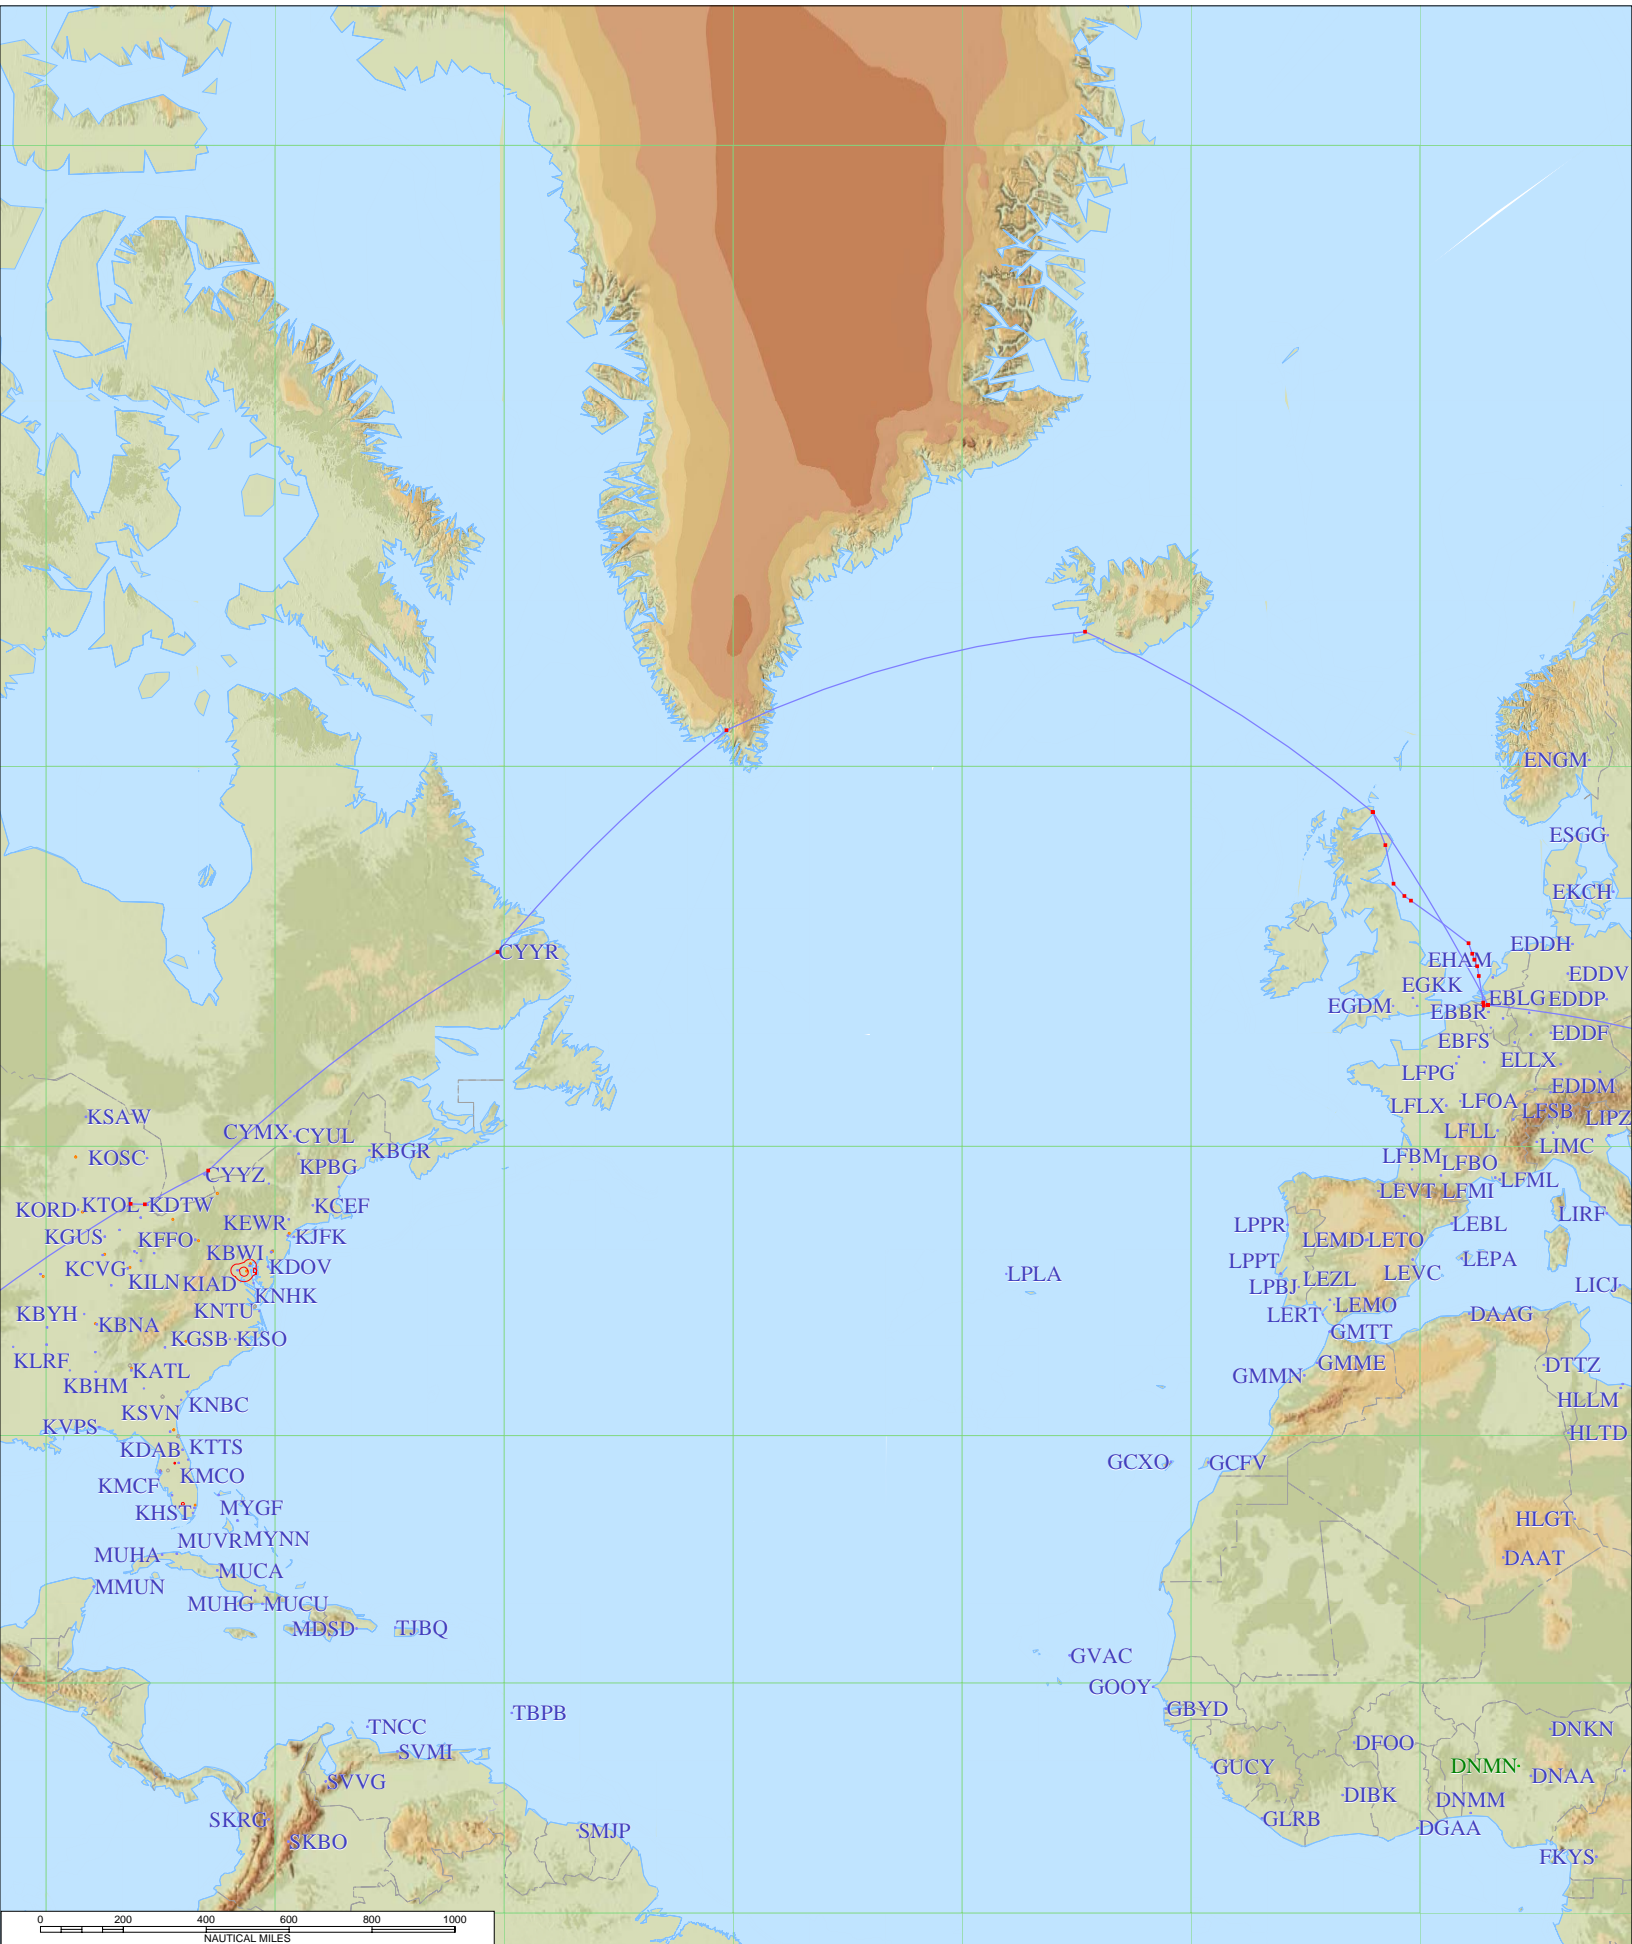 ENGM
ESGG
EKCH
EDDH
CYYR
EHAM
EDDV
EGKK
EBLG EDDP
EGDM
EBBR
EDDF
EBFS
ELLX
LFPG
EDDM
LFOA
LFLX
LFSB
KSAW
LIPZ
CYMX CYUL
LFLL
LIMC
KBGR
KOSC
LFBM
LFBO
KPBG
CYYZ
LFML
LEVT LFMI
KORD KTOL KDTW
KCEF
LIRF
KEWR
LPPR
LEBL
KGUS
KFFO
KJFK
LEMD LETO
KBWI
LPPT
LEPA
KCVG
KDOV
LPLA
LEVC
KILN KIAD
LPBJ
LEZL
LICJ
KNHK
LEMO
KBYH
KNTU
LERT
DAAG
KBNA
GMTT
KGSB KISO
KLRF
GMME
DTTZ
KATL
GMMN
KBHM
HLLM
KNBC
KSVN
KVPS
HLTD
KDAB KTTS
GCXO
GCFV
KMCO
KMCF
MYGF
KHST
HLGT
MUVR MYNN
MUHA
DAAT
MUCA
MMUN
MUHG MUCU
MDSD
TJBQ
GVAC
GOOY
GBYD
TBPB
TNCC
DNKN
SVMI
DFOO
GUCY
DNMN
DNAA
SVVG
DIBK
DNMM
SKRG
GLRB
DGAA
SMJP
SKBO
FKYS
0 200 400 600 800 1000
NAUTICAL MILES